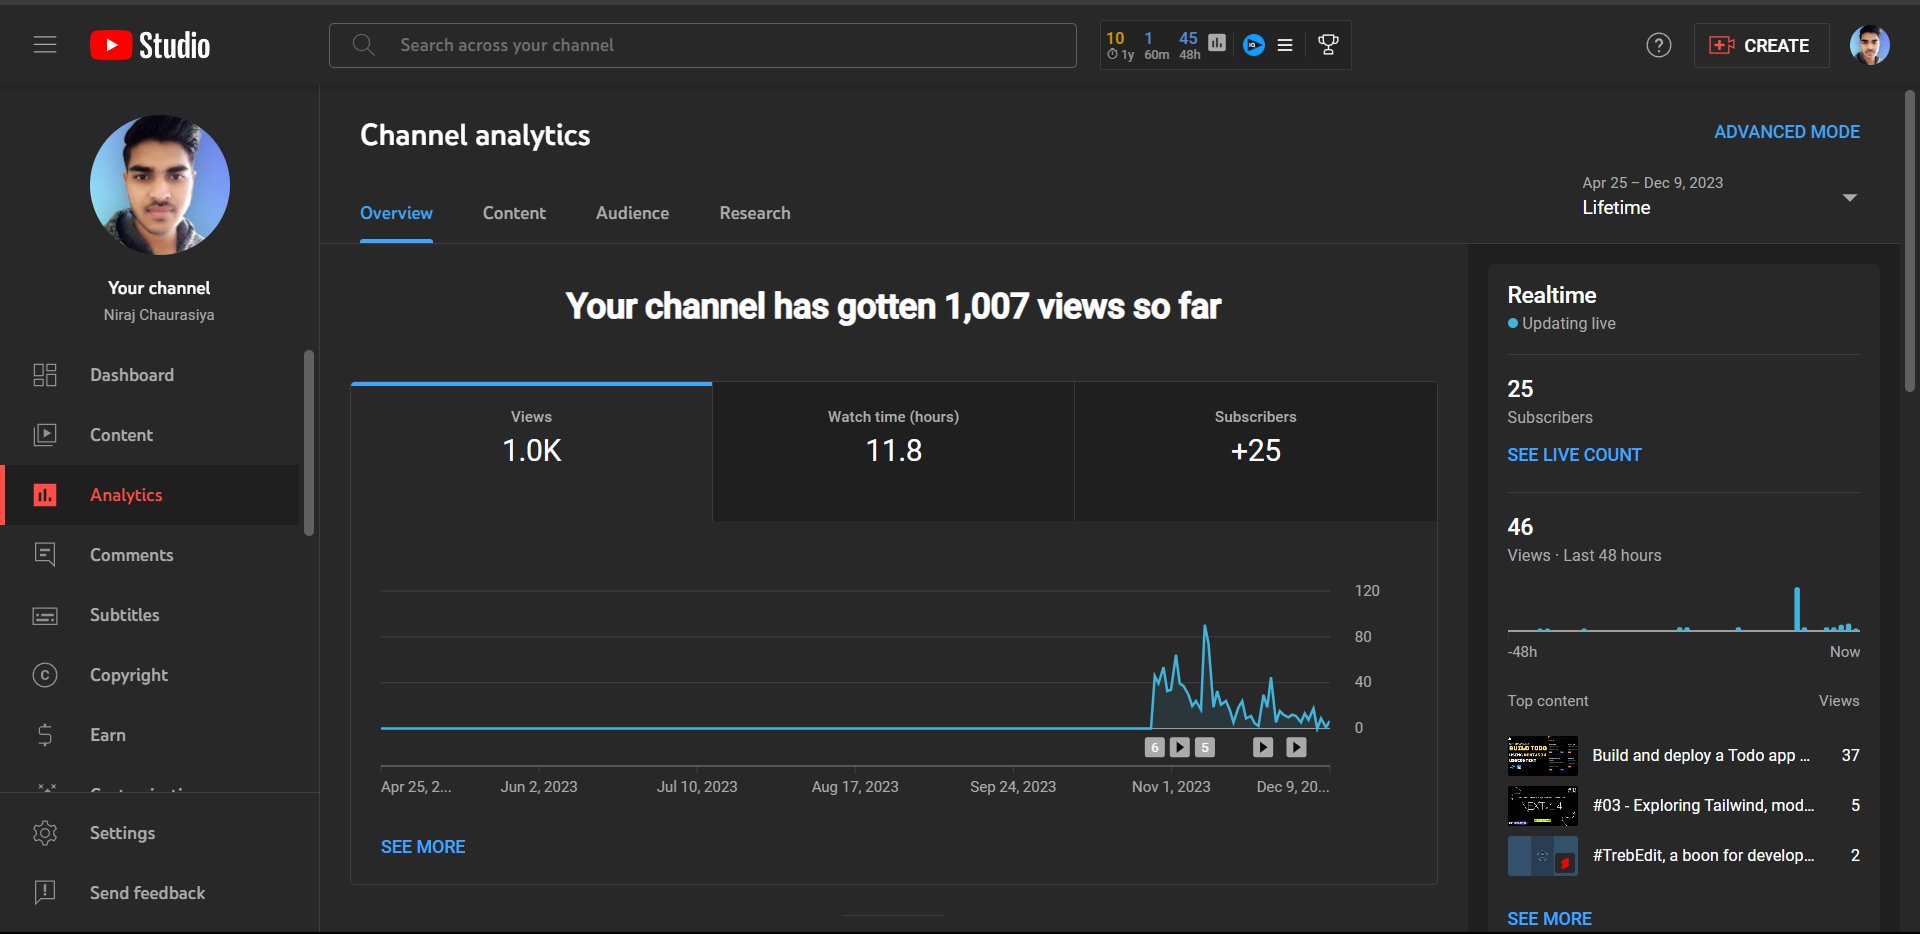 Studio
Search across your channel
10 1 45
1y 60m 48h
IQ
?
CREATE
Your channel
Niraj Chaurasiya
Dashboard
Content
Analytics
Comments
Subtitles
Copyright
Earn
Settings
Send feedback
Channel analytics
ADVANCED MODE
Overview
Content
Audience
Research
Apr 25 – Dec 9, 2023
Lifetime
Your channel has gotten 1,007 views so far
Views
1.0K
Watch time (hours)
11.8
Subscribers
+25
120
80
40
0
6
5
Apr 25, 2...
Jun 2, 2023
Jul 10, 2023
Aug 17, 2023
Sep 24, 2023
Nov 1, 2023
Dec 9, 20...
SEE MORE
Realtime
Updating live
25
Subscribers
SEE LIVE COUNT
46
Views · Last 48 hours
-48h
Now
Top content
Views
BUILD TODO
Build and deploy a Todo app ...
37
#03 - Exploring Tailwind, mod...
5
#TrebEdit, a boon for develop...
2
SEE MORE